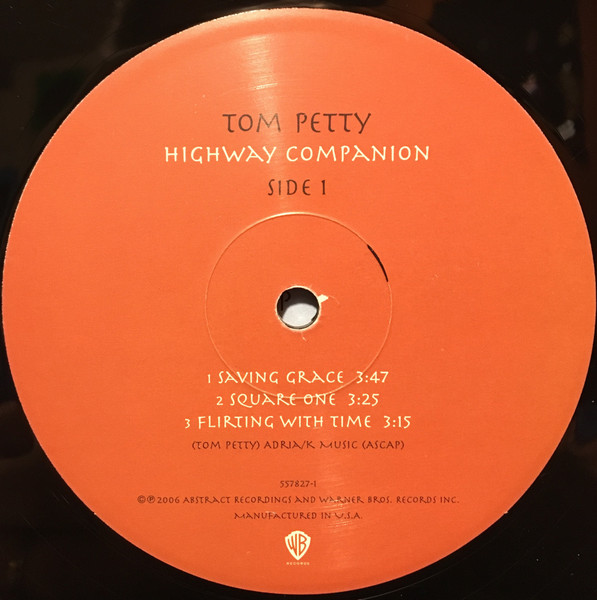 TOM PETTY
HIGHWAY COMPANION
SIDE 1
1 SAVING GRACE 3:47
2 SQUARE ONE 3:25
3 FLIRTING WITH TIME 3:15
(TOM PETTY) ADRIA/K MUSIC (ASCAP)
557827-1
©℗2006 ABSTRACT RECORDINGS AND WARNER BROS. RECORDS INC.
MANUFACTURED IN U.S.A.
WB
RECORDS